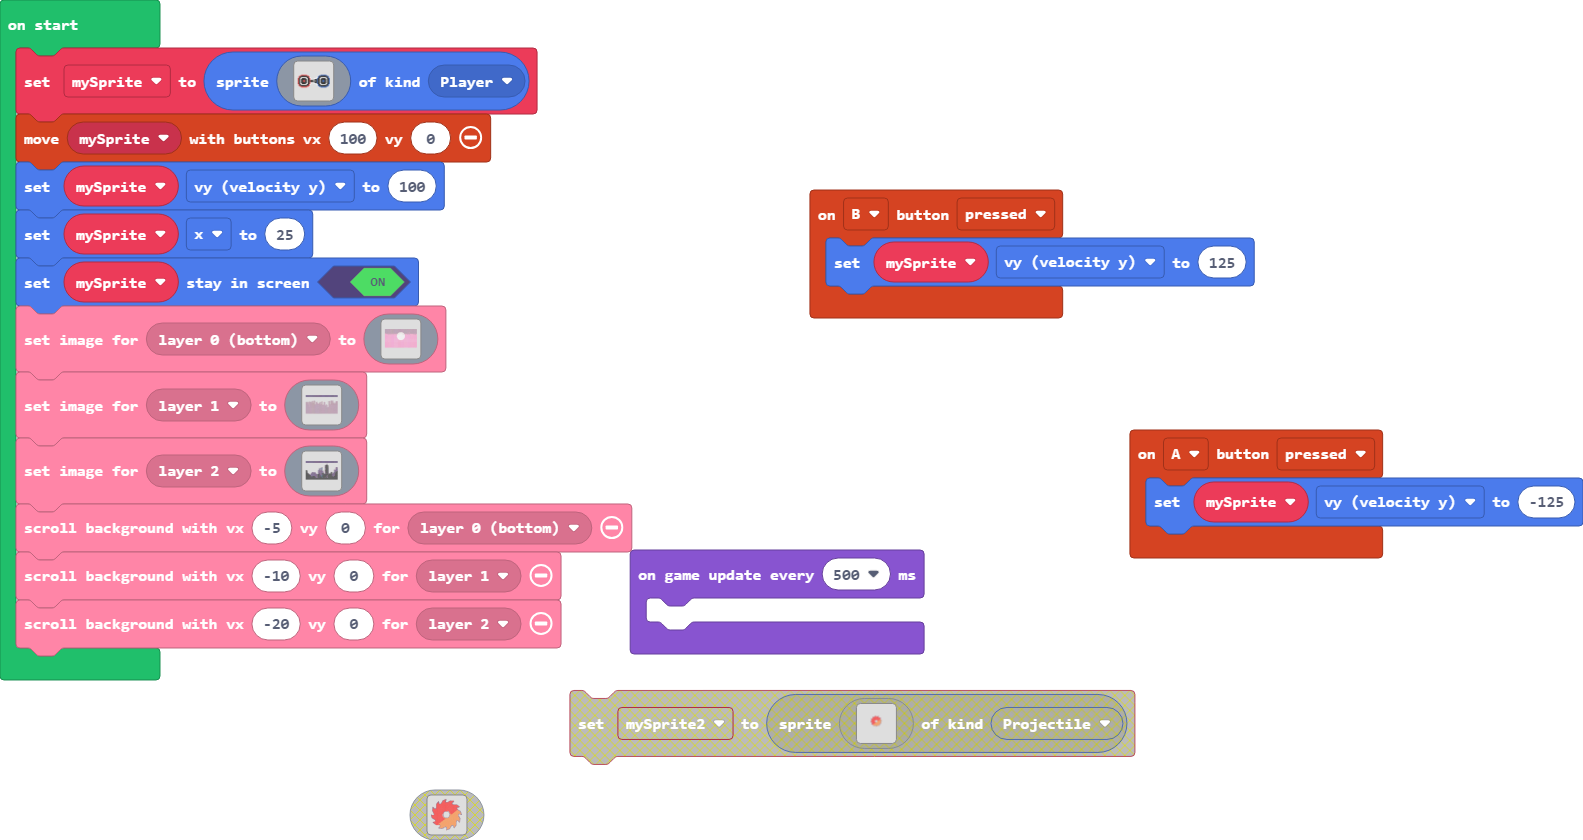 on start
set mySprite to sprite of kind Player
move mySprite with buttons vx 100 vy 0
set mySprite vy (velocity y) to 100
set mySprite x to 25
set mySprite stay in screen ON
set image for layer 0 (bottom) to
set image for layer 1 to
set image for layer 2 to
scroll background with vx -5 vy 0 for layer 0 (bottom)
scroll background with vx -10 vy 0 for layer 1
scroll background with vx -20 vy 0 for layer 2
on B button pressed
set mySprite vy (velocity y) to 125
on A button pressed
set mySprite vy (velocity y) to -125
on game update every 500 ms
set mySprite2 to sprite of kind Projectile